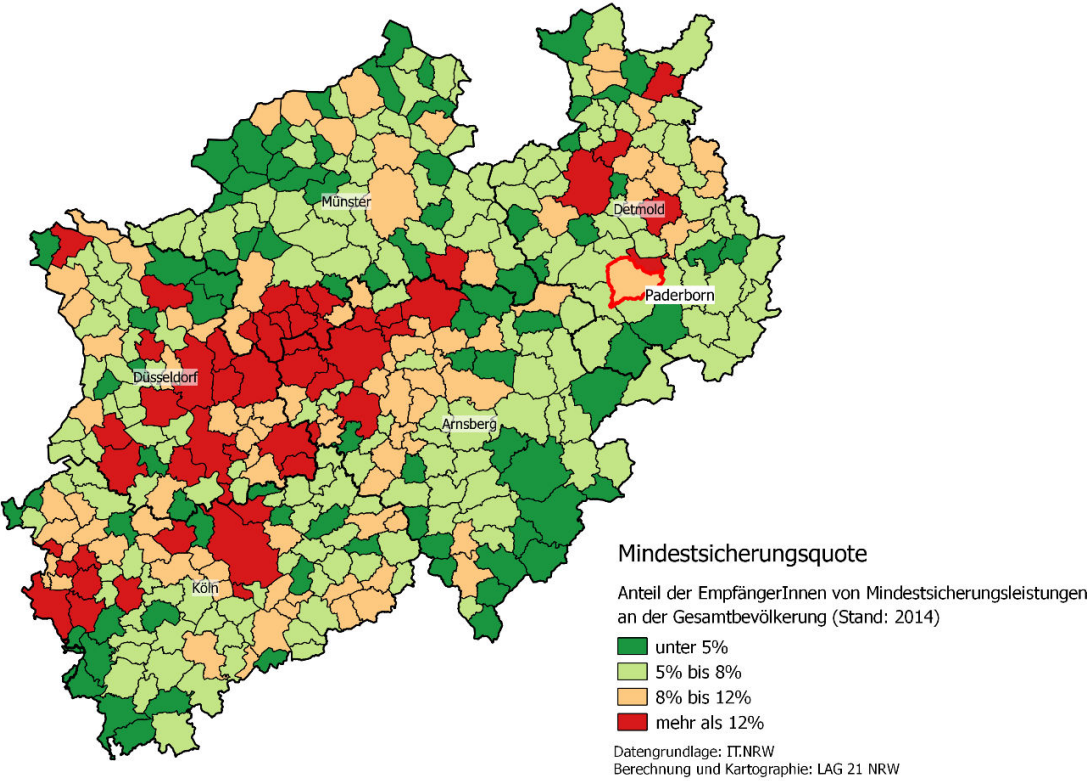 Münster
Detmold
Paderborn
Düsseldorf
Arnsberg
Köln
Mindestsicherungsquote
Anteil der EmpfängerInnen von Mindestsicherungsleistungen
an der Gesamtbevölkerung (Stand: 2014)
unter 5%
5% bis 8%
8% bis 12%
mehr als 12%
Datengrundlage: IT.NRW
Berechnung und Kartographie: LAG 21 NRW